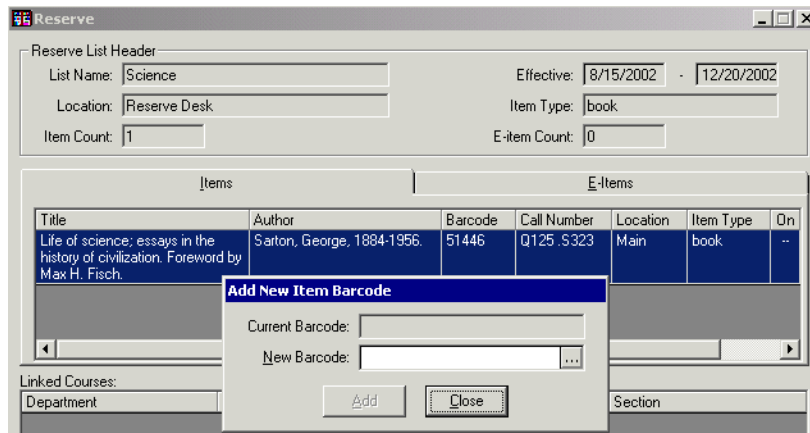 Reserve
Reserve List Header
List Name: Science Effective: 8/15/2002 - 12/20/2002
Location: Reserve Desk Item Type: book
Item Count: 1 E-item Count: 0
Items E-Items
Title Author Barcode Call Number Location Item Type On
Life of science; essays in the Sarton, George, 1884-1956. 51446 Q125 .S323 Main book --
history of civilization. Foreword by
Max H. Fisch.
Add New Item Barcode
Current Barcode:
New Barcode: ...
Add Close
Linked Courses:
Department Section